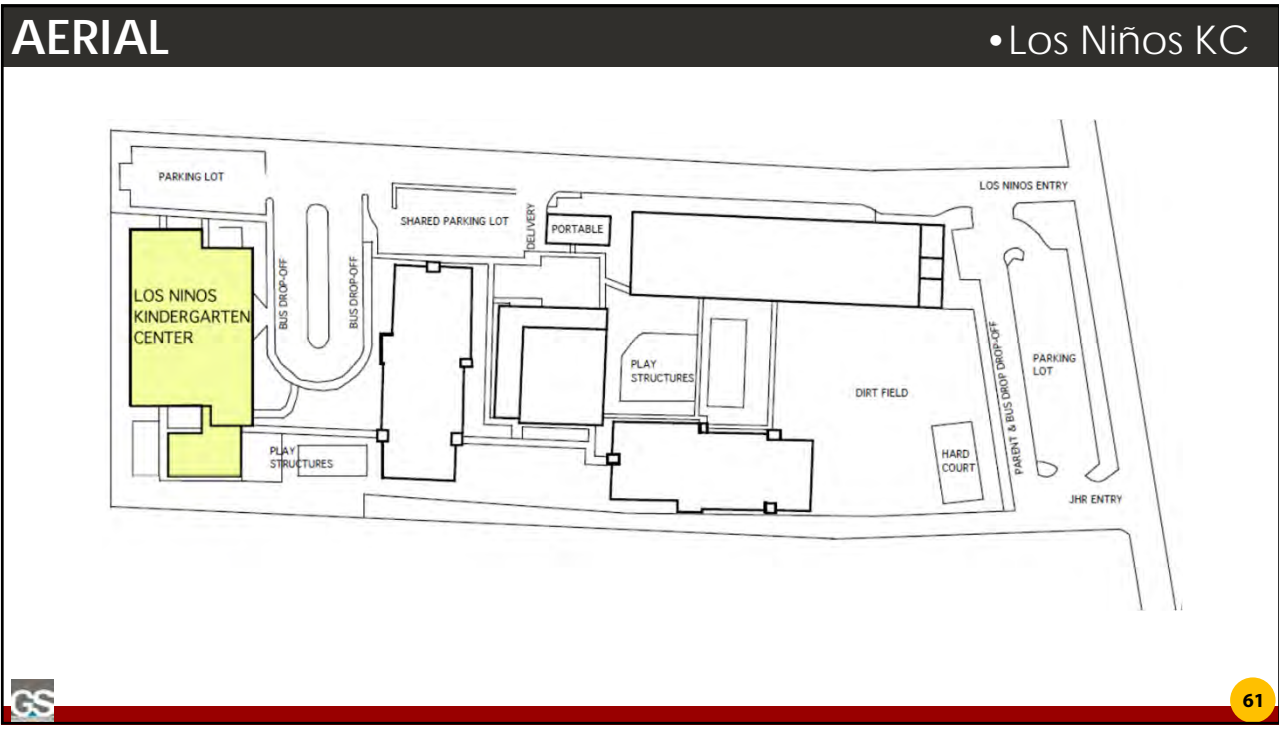 AERIAL
•Los Niños KC
PARKING LOT
LOS NINOS ENTRY
SHARED PARKING LOT
DELIVERY
PORTABLE
BUS DROP-OFF
BUS DROP-OFF
LOS NINOS
KINDERGARTEN
CENTER
PLAY
STRUCTURES
PARKING
LOT
DIRT FIELD
PARENT & BUS DROP DROP-OFF
PLAY
STRUCTURES
HARD
COURT
JHR ENTRY
GS
61